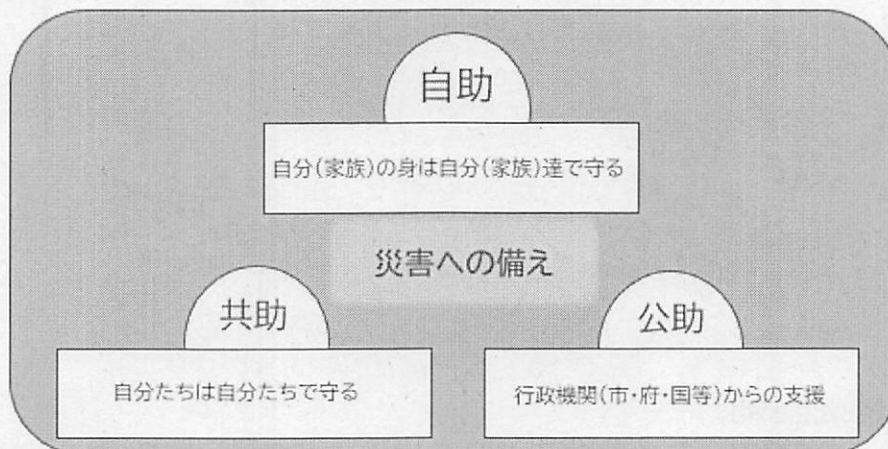 自助
自分(家族)の身は自分(家族)達で守る
災害への備え
共助
自分たちは自分たちで守る
公助
行政機関(市・府・国等)からの支援